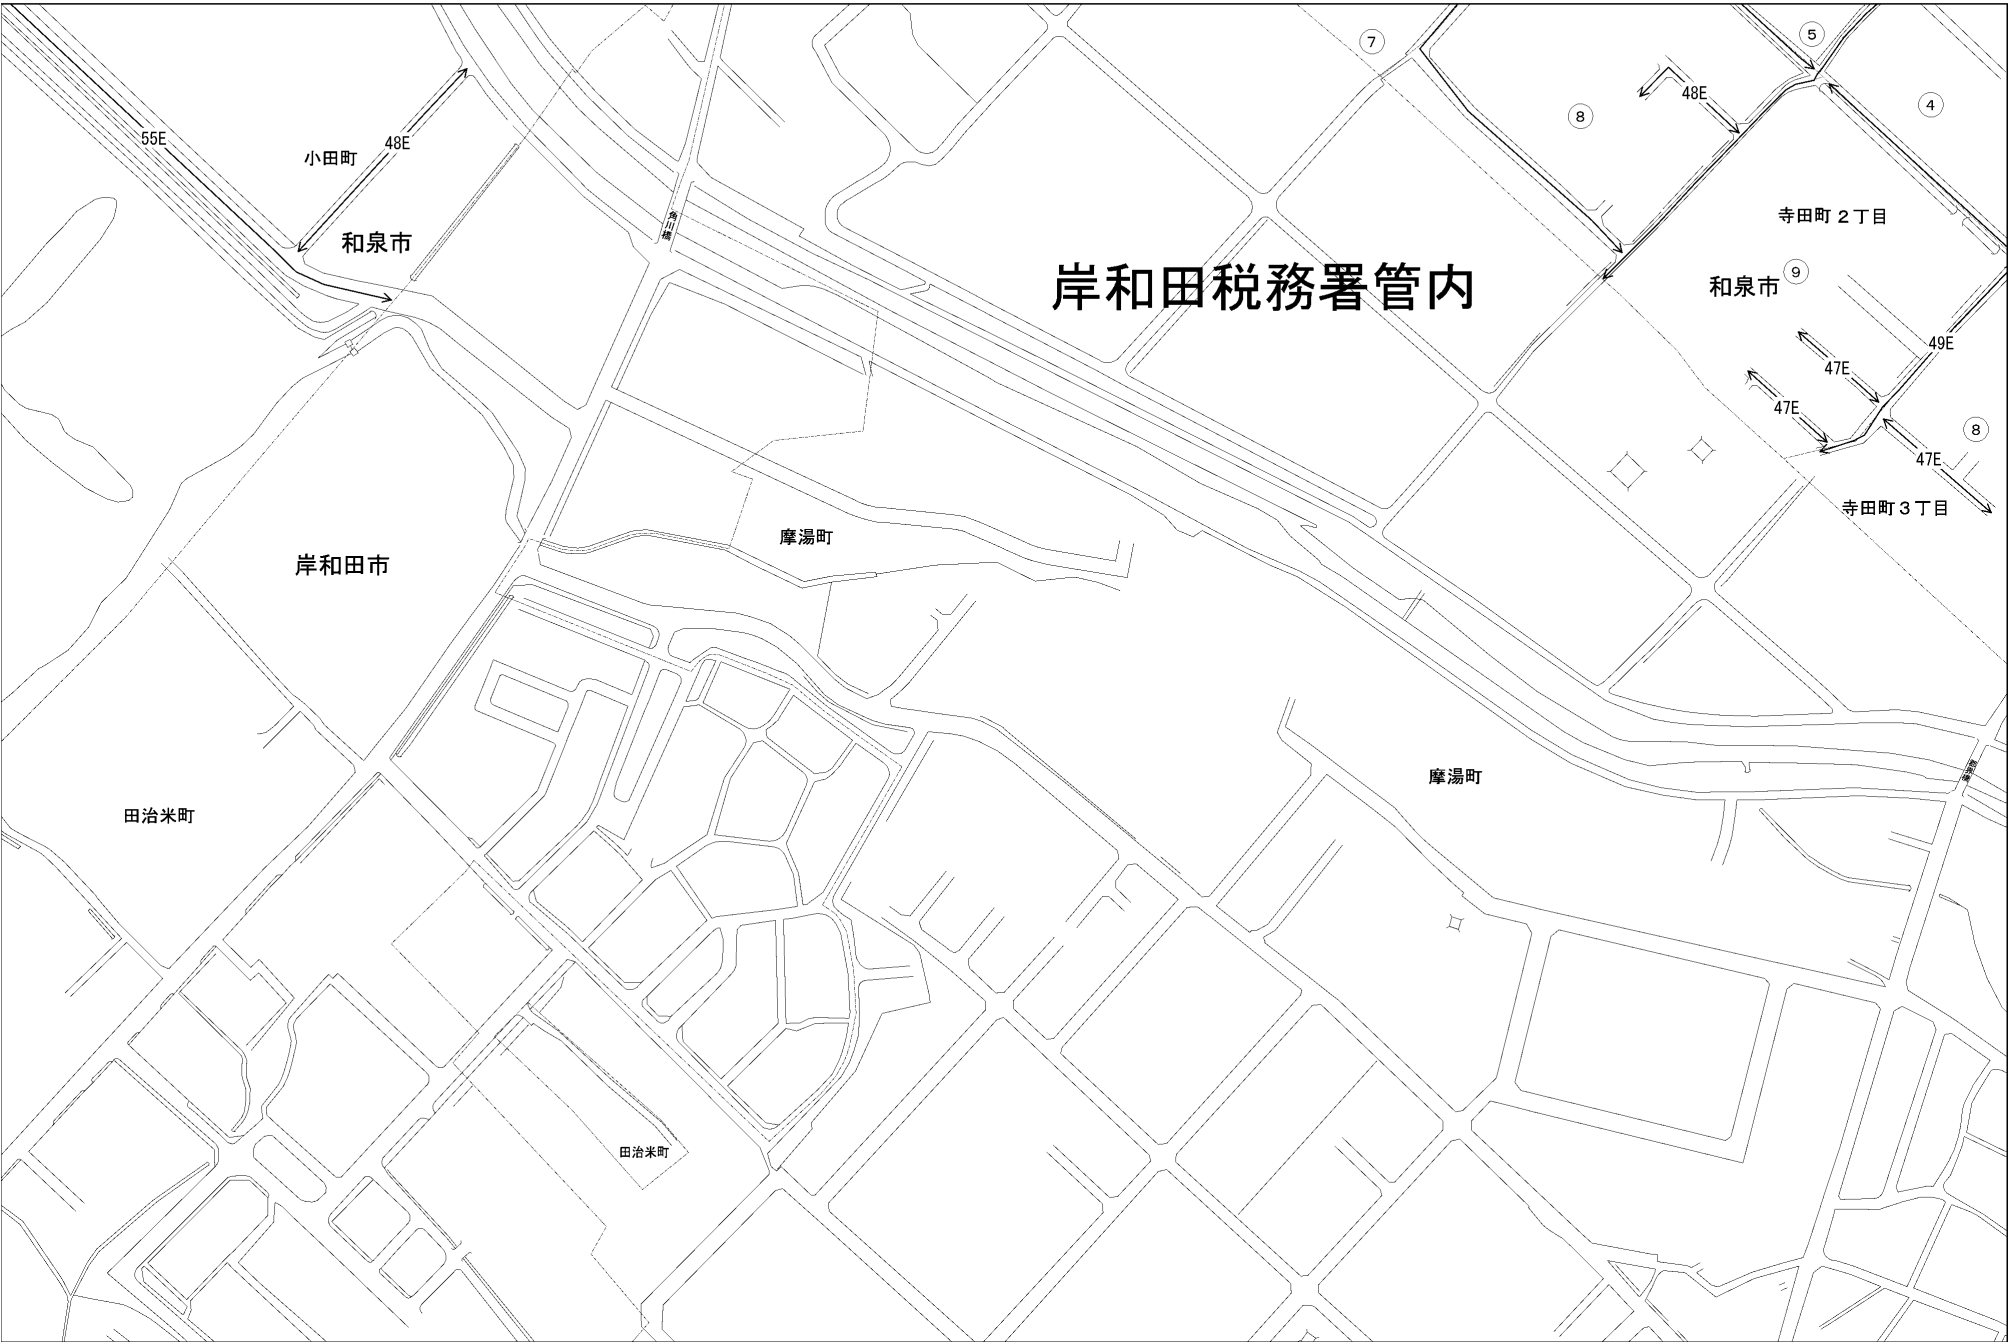 ⑦
⑤
48E
⑧
④
55E
小田町
48E
角川橋
寺田町2丁目
和泉市
岸和田税務署管内
和泉市
⑨
49E
47E
47E
⑧
47E
寺田町3丁目
摩湯町
岸和田市
摩湯町
田治米町
田治米町